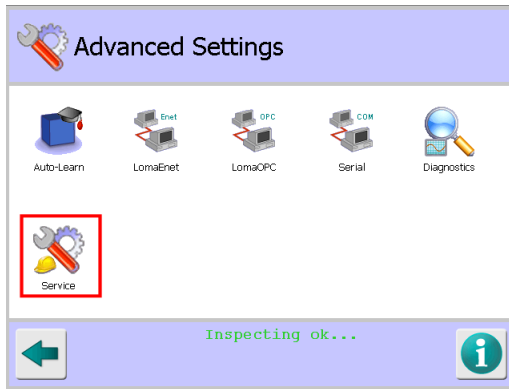 Advanced Settings
Enet OPC COM
Auto-Learn LomaEnet LomaOPC Serial Diagnostics
Service
Inspecting ok...
i